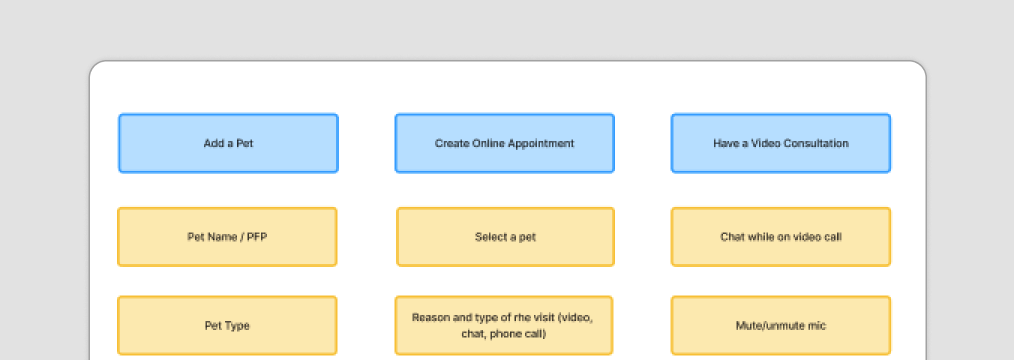 Add a Pet
Create Online Appointment
Have a Video Consultation
Pet Name / PFP
Select a pet
Chat while on video call
Pet Type
Reason and type of rhe visit (video,
chat, phone call)
Mute/unmute mic